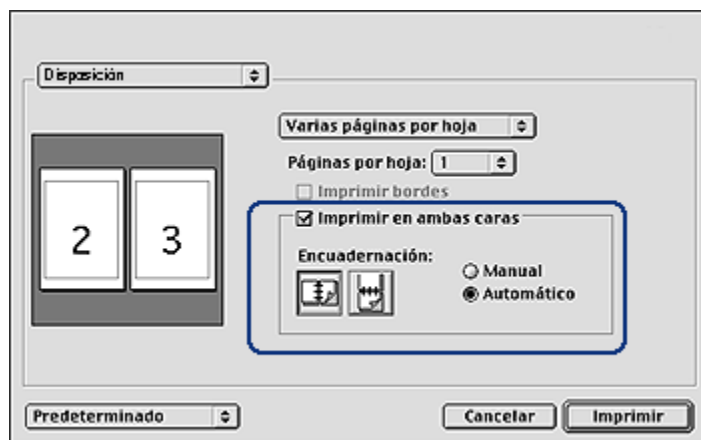 Disposición
Varias páginas por hoja
Páginas por hoja: 1
Imprimir bordes
Imprimir en ambas caras
2 3
Encuadernación:
Manual
Automático
Predeterminado
Cancelar Imprimir